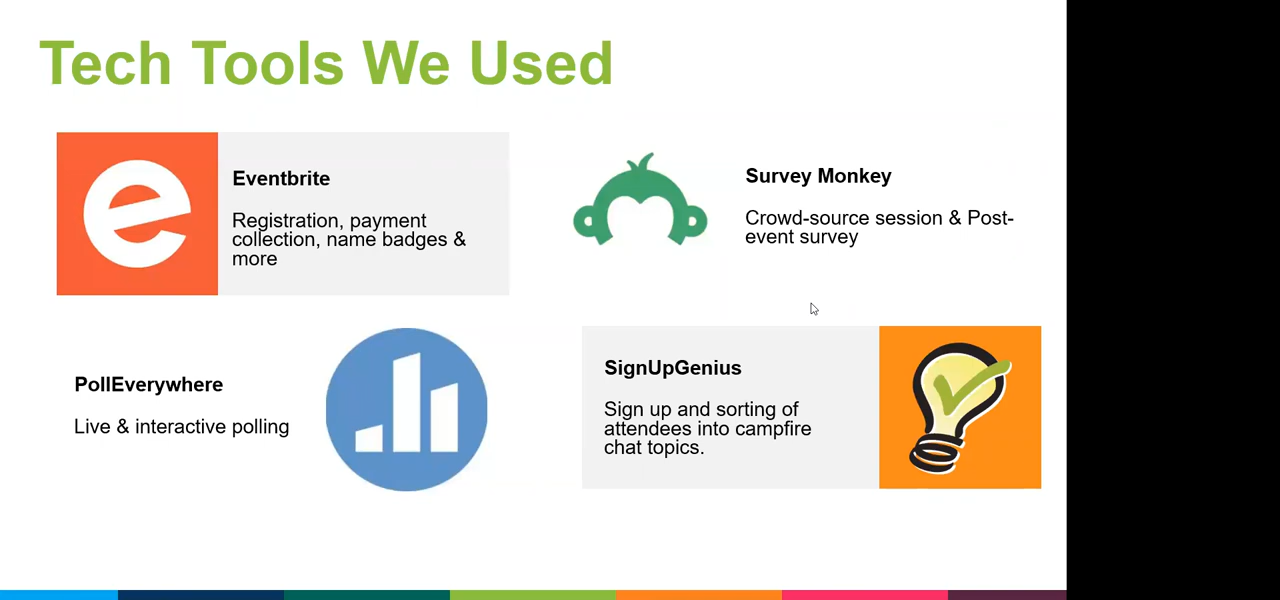 Tech Tools We Used
Eventbrite
Registration, payment
collection, name badges &
more
Survey Monkey
Crowd-source session & Post-
event survey
PollEverywhere
Live & interactive polling
SignUpGenius
Sign up and sorting of
attendees into campfire
chat topics.